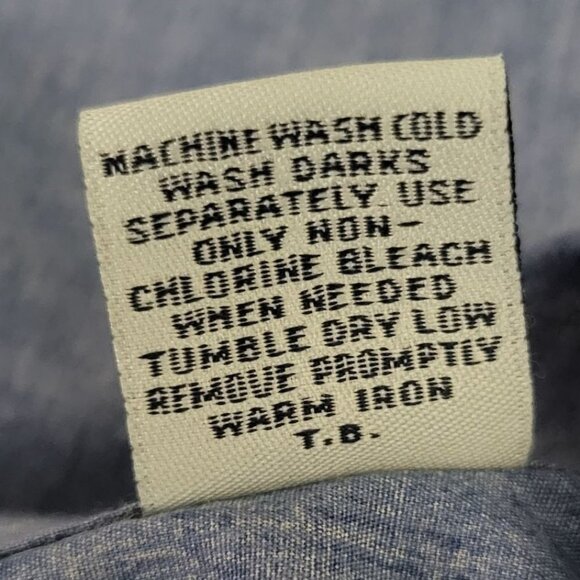 MACHINE WASH COLD
WASH DARKS
SEPARATELY. USE
ONLY NON-
CHLORINE BLEACH
WHEN NEEDED
TUMBLE DRY LOW
REMOVE PROMPTLY
WARM IRON
T.B.